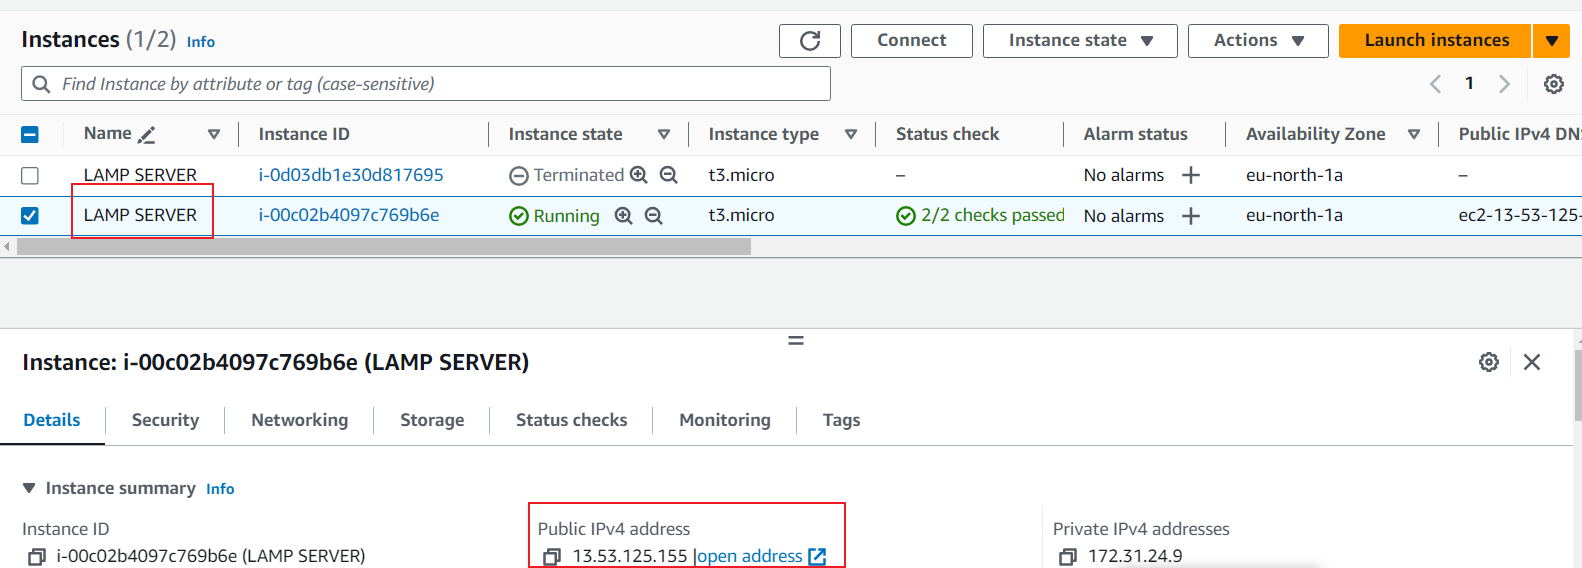 Instances (1/2) Info Connect Instance state Actions Launch instances
Find Instance by attribute or tag (case-sensitive) 1
Name Instance ID Instance state Instance type Status check Alarm status Availability Zone Public IPv4 DN
LAMP SERVER i-0d03db1e30d817695 Terminated t3.micro – No alarms + eu-north-1a –
LAMP SERVER i-00c02b4097c769b6e Running t3.micro 2/2 checks passed No alarms + eu-north-1a ec2-13-53-125-
Instance: i-00c02b4097c769b6e (LAMP SERVER)
Details Security Networking Storage Status checks Monitoring Tags
Instance summary Info
Instance ID Public IPv4 address Private IPv4 addresses
i-00c02b4097c769b6e (LAMP SERVER) 13.53.125.155 |open address 172.31.24.9